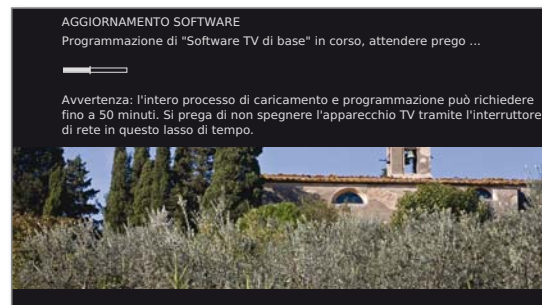 AGGIORNAMENTO SOFTWARE
Programmazione di "Software TV di base" in corso, attendere prego ...
Avvertenza: l'intero processo di caricamento e programmazione può richiedere
fino a 50 minuti. Si prega di non spegnere l'apparecchio TV tramite l'interruttore
di rete in questo lasso di tempo.